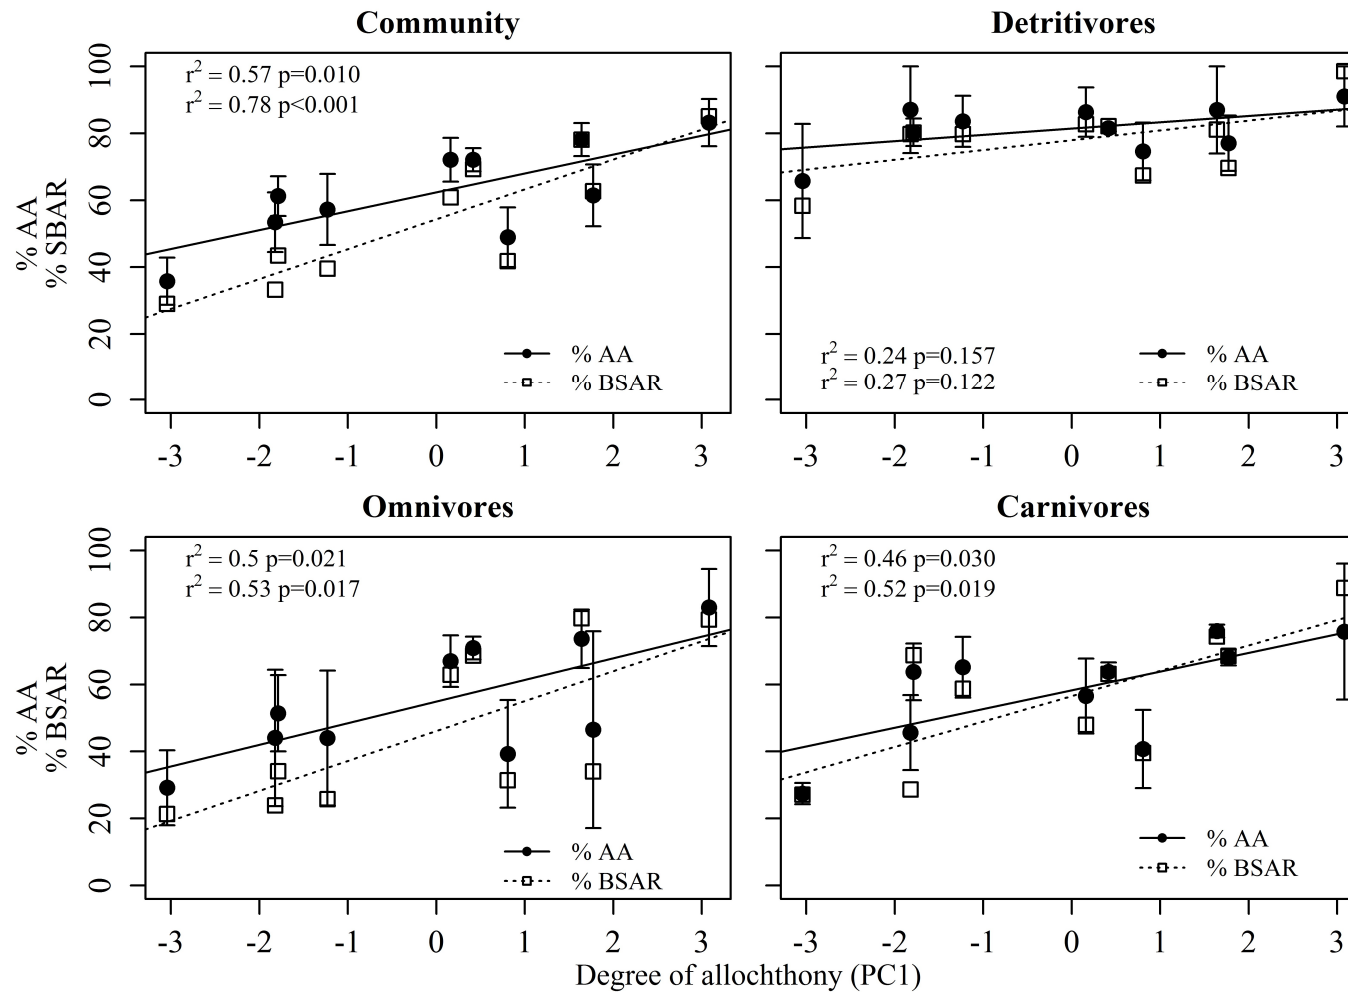 Community
r² = 0.57 p=0.010
r² = 0.78 p<0.001
% AA
% SBAR
0 20 40 60 80 100
% AA
% BSAR
-3 -2 -1 0 1 2 3
Detritivores
r² = 0.24 p=0.157
r² = 0.27 p=0.122
% AA
% BSAR
-3 -2 -1 0 1 2 3
Omnivores
r² = 0.5 p=0.021
r² = 0.53 p=0.017
% AA
% BSAR
0 20 40 60 80 100
% AA
% BSAR
-3 -2 -1 0 1 2 3
Carnivores
r² = 0.46 p=0.030
r² = 0.52 p=0.019
% AA
% BSAR
-3 -2 -1 0 1 2 3
Degree of allochthony (PC1)